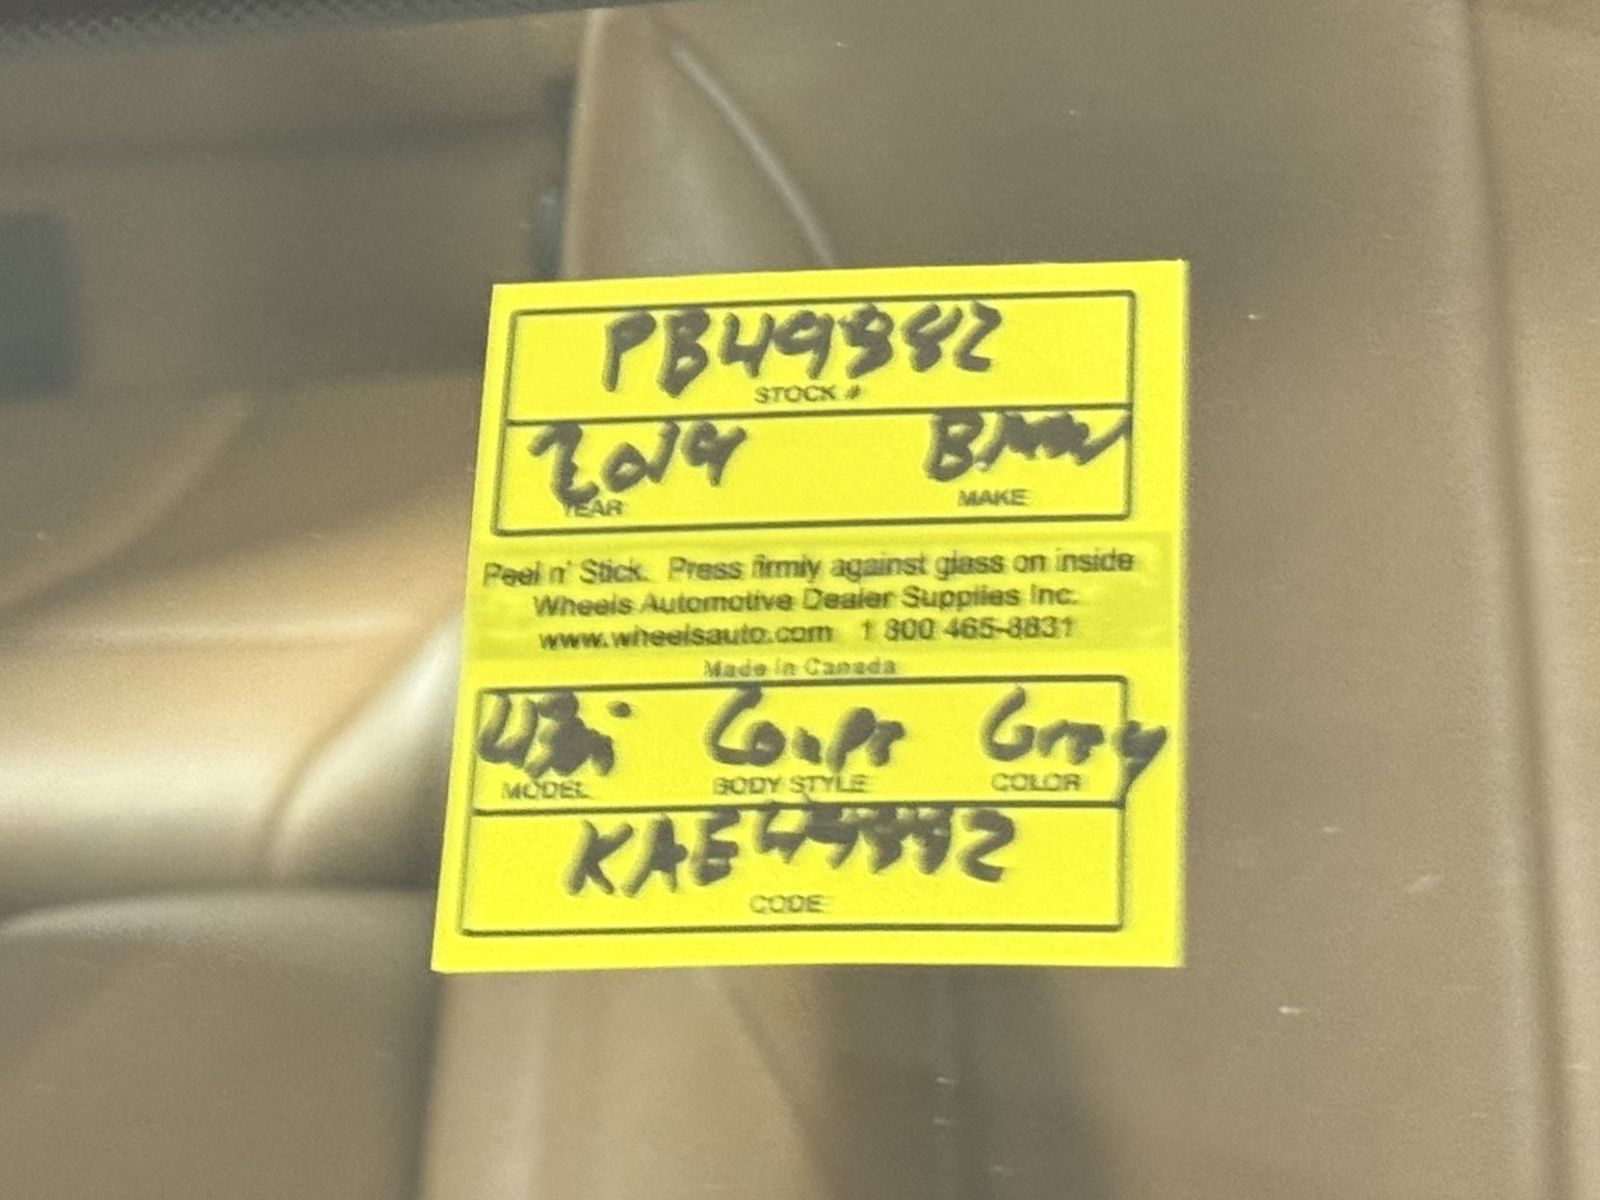 PB49882
STOCK #
2019 BMW
YEAR MAKE
Peel n' Stick. Press firmly against glass on inside
Wheels Automotive Dealer Supplies Inc.
www.wheelsauto.com 1 800 465-8831
Made in Canada
Coupe Grey
MODEL BODY STYLE COLOR
KAE49882
CODE